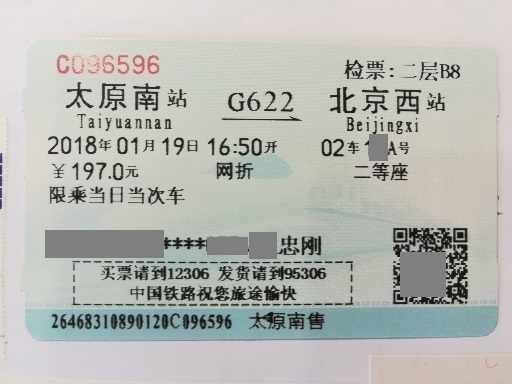 C096596
检票:二层B8
太原南站 G622 北京西站
Taiyuannan Beijingxi
2018年01月19日 16:50开 02车 1 A号
￥197.0元 网折 二等座
限乘当日当次车
**** 忠刚
买票请到12306 发货请到95306
中国铁路祝您旅途愉快
26468310890120C096596 太原南售